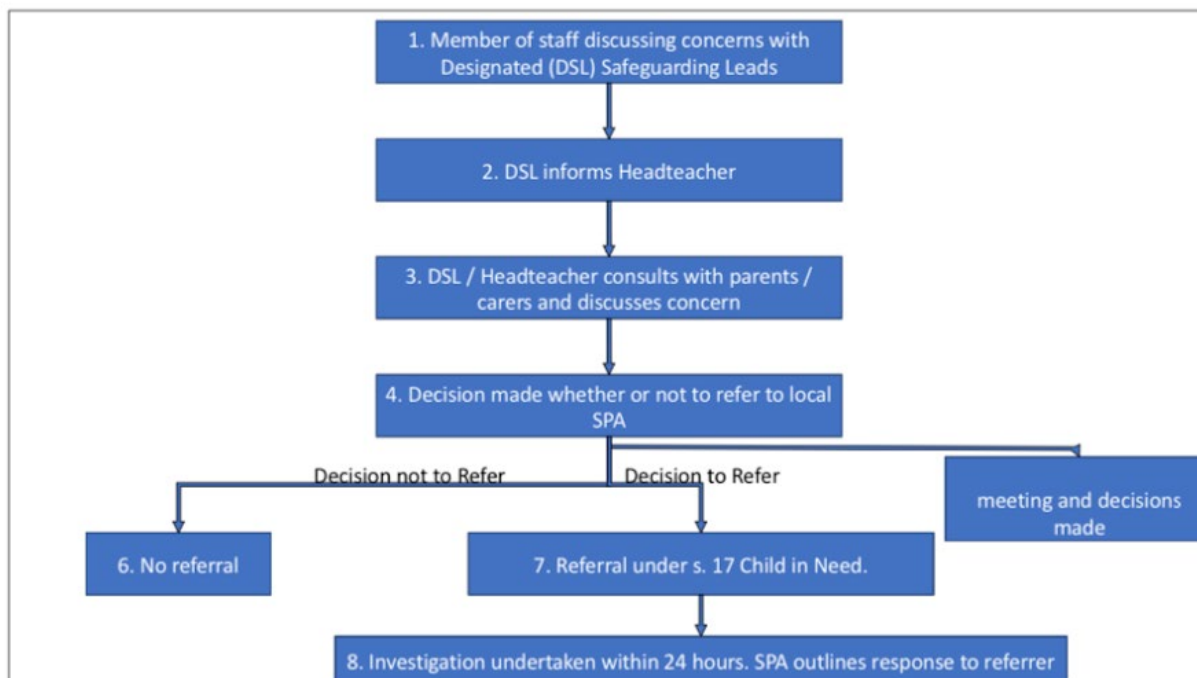 1. Member of staff discussing concerns with
Designated (DSL) Safeguarding Leads
2. DSL informs Headteacher
3. DSL / Headteacher consults with parents /
carers and discusses concern
4. Decision made whether or not to refer to local
SPA
Decision not to Refer
Decision to Refer
meeting and decisions
made
6. No referral
7. Referral under s. 17 Child in Need.
8. Investigation undertaken within 24 hours. SPA outlines response to referrer